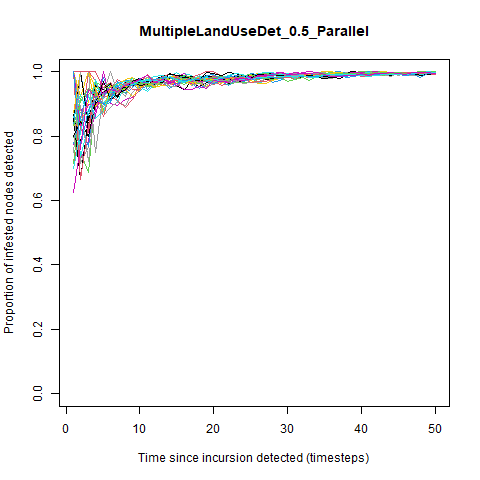 MultipleLandUseDet_0.5_Parallel
Proportion of infested nodes detected
1.0
0.8
0.6
0.4
0.2
0.0
0 10 20 30 40 50
Time since incursion detected (timesteps)